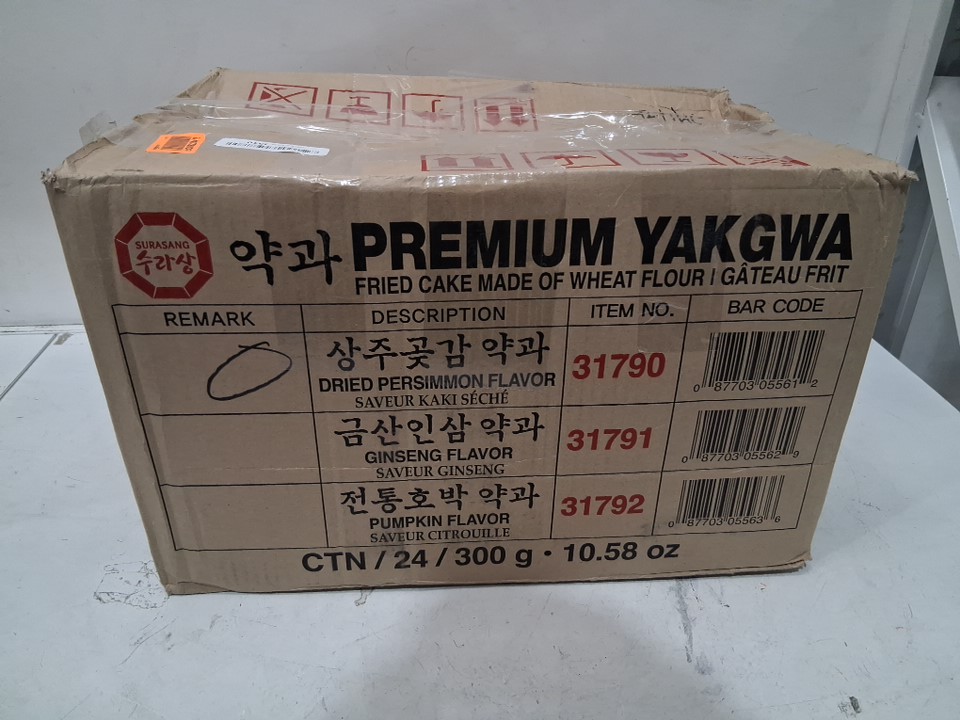 SURASANG
수라상
약과 PREMIUM YAKGWA
FRIED CAKE MADE OF WHEAT FLOUR | GÂTEAU FRIT
REMARK DESCRIPTION ITEM NO. BAR CODE
상주곶감 약과
DRIED PERSIMMON FLAVOR
SAVEUR KAKI SÉCHÉ
31790
0 87703 05561 2
금산인삼 약과
GINSENG FLAVOR
SAVEUR GINSENG
31791
0 87703 05562 9
전통호박 약과
PUMPKIN FLAVOR
SAVEUR CITROUILLE
31792
0 87703 05563 6
CTN / 24 / 300 g · 10.58 oz